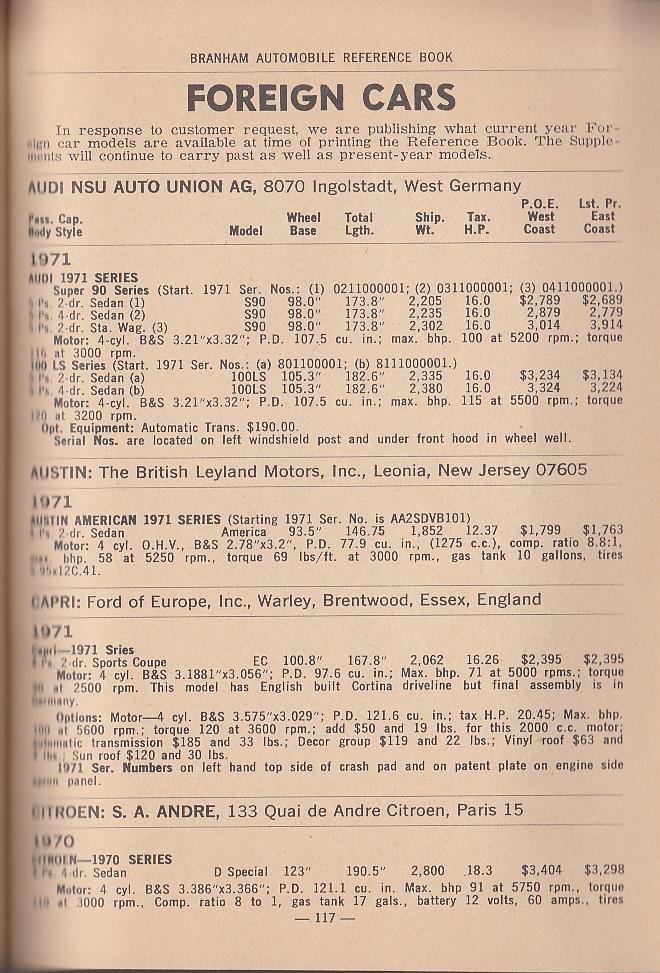 BRANHAM AUTOMOBILE REFERENCE BOOK
FOREIGN CARS
In response to customer request, we are publishing what current year For-
eign car models are available at time of printing the Reference Book. The Supple-
ments will continue to carry past as well as present-year models.
AUDI NSU AUTO UNION AG, 8070 Ingolstadt, West Germany
P.O.E. Lst. Pr.
Pass. Cap. Wheel Total Ship. Tax. West East
Body Style Model Base Lgth. Wt. H.P. Coast Coast
1971
AUDI 1971 SERIES
Super 90 Series (Start. 1971 Ser. Nos.: (1) 0211000001; (2) 0311000001; (3) 0411000001.)
Ps. 2-dr. Sedan (1) S90 98.0" 173.8" 2,205 16.0 $2,789 $2,689
Ps. 4-dr. Sedan (2) S90 98.0" 173.8" 2,235 16.0 2,879 2,779
Ps. 2-dr. Sta. Wag. (3) S90 98.0" 173.8" 2,302 16.0 3,014 3,914
Motor: 4-cyl. B&S 3.21"x3.32"; P.D. 107.5 cu. in.; max. bhp. 100 at 5200 rpm.; torque
116 at 3000 rpm.
100 LS Series (Start. 1971 Ser. Nos.: (a) 801100001; (b) 8111000001.)
Ps. 2-dr. Sedan (a) 100LS 105.3" 182.6" 2,335 16.0 $3,234 $3,134
Ps. 4-dr. Sedan (b) 100LS 105.3" 182.6" 2,380 16.0 3,324 3,224
Motor: 4-cyl. B&S 3.21"x3.32"; P.D. 107.5 cu. in.; max. bhp. 115 at 5500 rpm.; torque
120 at 3200 rpm.
Opt. Equipment: Automatic Trans. $190.00.
Serial Nos. are located on left windshield post and under front hood in wheel well.
AUSTIN: The British Leyland Motors, Inc., Leonia, New Jersey 07605
1971
AUSTIN AMERICAN 1971 SERIES (Starting 1971 Ser. No. is AA2SDVB101)
Ps. 2-dr. Sedan America 93.5" 146.75 1,852 12.37 $1,799 $1,763
Motor: 4 cyl. O.H.V., B&S 2.78"x3.2", P.D. 77.9 cu. in., (1275 c.c.), comp. ratio 8.8:1,
max. bhp. 58 at 5250 rpm., torque 69 lbs/ft. at 3000 rpm., gas tank 10 gallons, tires
CAPRI: Ford of Europe, Inc., Warley, Brentwood, Essex, England
1971
Capri—1971 Sries
Ps. 2-dr. Sports Coupe EC 100.8" 167.8" 2,062 16.26 $2,395 $2,395
Motor: 4 cyl. B&S 3.1881"x3.056"; P.D. 97.6 cu. in.; Max. bhp. 71 at 5000 rpms.; torque
at 2500 rpm. This model has English built Cortina driveline but final assembly is in
Germany.
Options: Motor—4 cyl. B&S 3.575"x3.029"; P.D. 121.6 cu. in.; tax H.P. 20.45; Max. bhp.
100 at 5600 rpm.; torque 120 at 3600 rpm.; add $50 and 19 lbs. for this 2000 c.c. motor;
automatic transmission $185 and 33 lbs.; Decor group $119 and 22 lbs.; Vinyl roof $63 and
lbs.; Sun roof $120 and 30 lbs.
1971 Ser. Numbers on left hand top side of crash pad and on patent plate on engine side
apron panel.
CITROEN: S. A. ANDRE, 133 Quai de Andre Citroen, Paris 15
1970
CITROEN—1970 SERIES
Ps. 4-dr. Sedan D Special 123" 190.5" 2,800 18.3 $3,404 $3,298
Motor: 4 cyl. B&S 3.386"x3.366"; P.D. 121.1 cu. in. Max. bhp 91 at 5750 rpm., torque
at 3000 rpm., Comp. ratio 8 to 1, gas tank 17 gals., battery 12 volts, 60 amps., tires
— 117 —